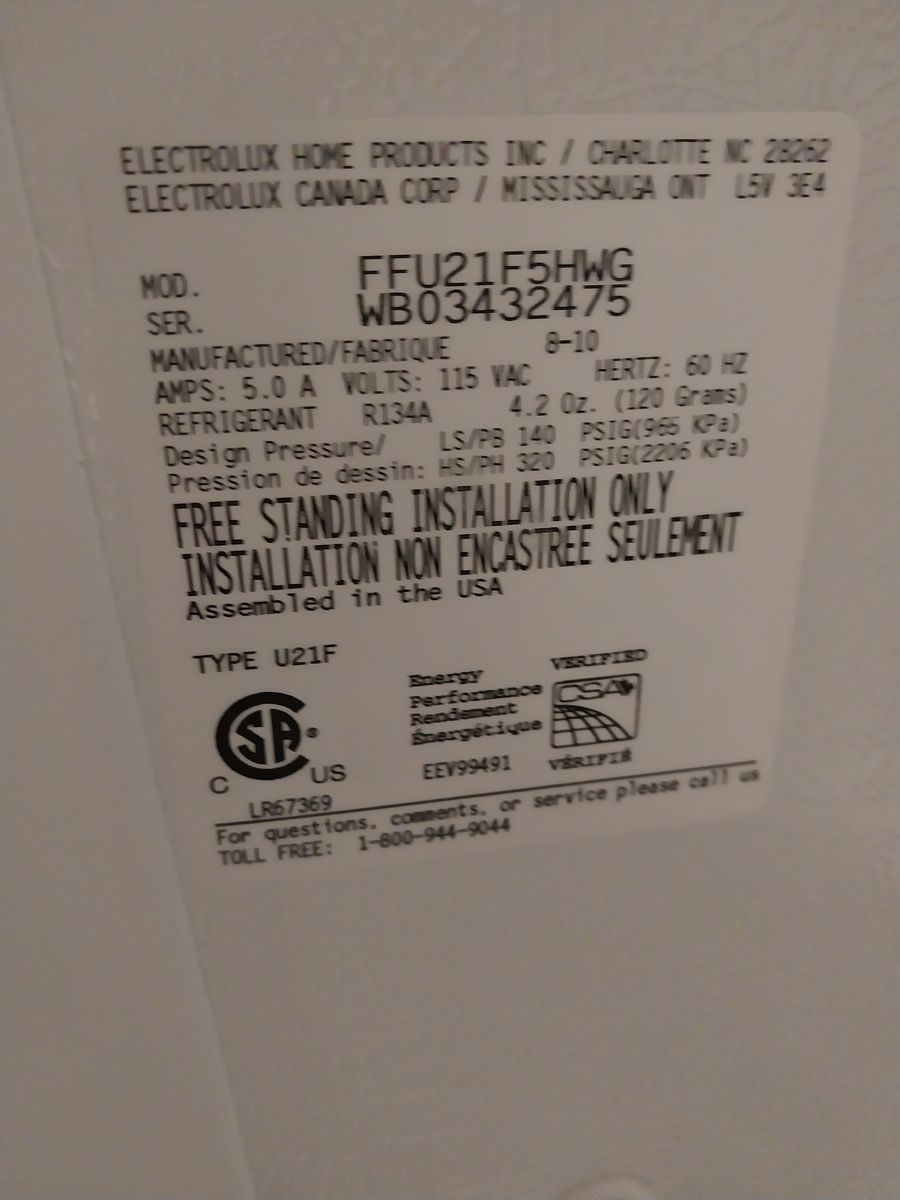 ELECTROLUX HOME PRODUCTS INC / CHARLOTTE NC 28262
ELECTROLUX CANADA CORP / MISSISSAUGA ONT L5V 3E4
MOD. FFU21F5HWG
SER. WB03432475
MANUFACTURED/FABRIQUE 8-10
AMPS: 5.0 A VOLTS: 115 VAC HERTZ: 60 HZ
REFRIGERANT R134A 4.2 Oz. (120 Grams)
Design Pressure/ LS/PB 140 PSIG(965 KPa)
Pression de dessin: HS/PH 320 PSIG(2206 KPa)
FREE STANDING INSTALLATION ONLY
INSTALLATION NON ENCASTREE SEULEMENT
Assembled in the USA
TYPE U21F
CSA®
C US
LR67369
Energy
Performance
Rendement
Énergétique
EEV99491
VERIFIED
CSA
VÉRIFIÉ
For questions, comments, or service please call us
TOLL FREE: 1-800-944-9044